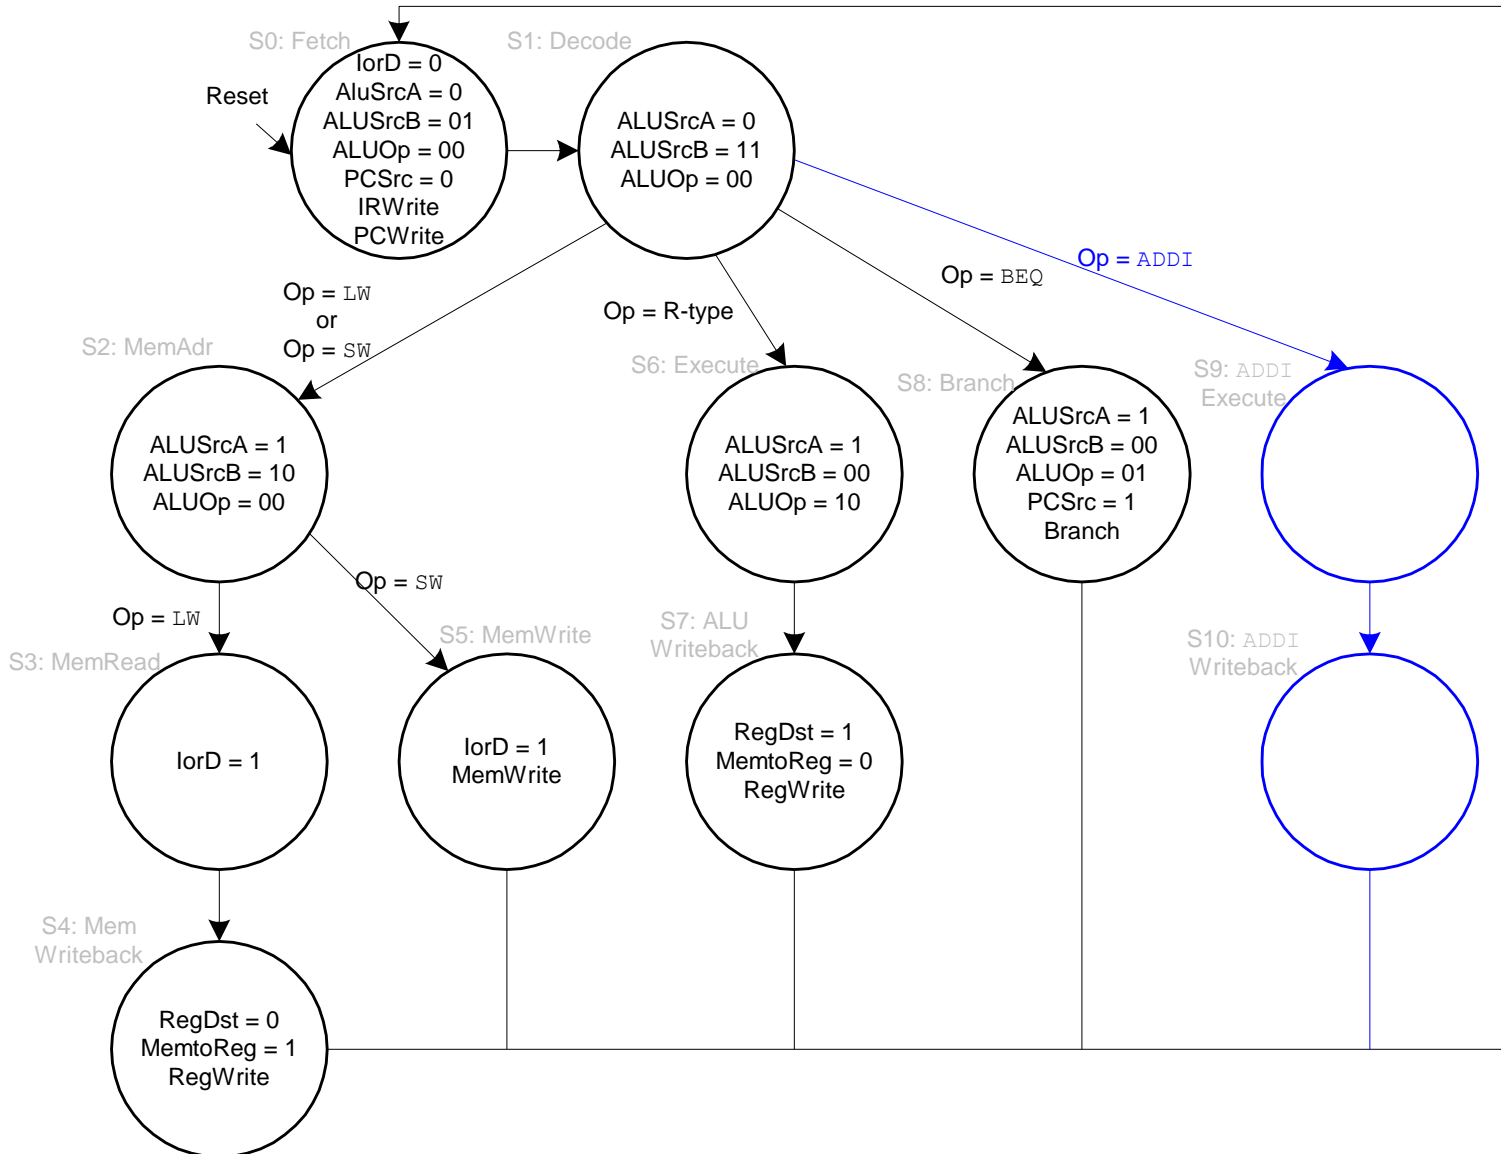 S0: Fetch
IorD = 0
AluSrcA = 0
ALUSrcB = 01
ALUOp = 00
PCSrc = 0
IRWrite
PCWrite
Reset
S1: Decode
ALUSrcA = 0
ALUSrcB = 11
ALUOp = 00
Op = LW
or
Op = SW
Op = R-type
Op = BEQ
Op = ADDI
S2: MemAdr
ALUSrcA = 1
ALUSrcB = 10
ALUOp = 00
S6: Execute
ALUSrcA = 1
ALUSrcB = 00
ALUOp = 10
S8: Branch
ALUSrcA = 1
ALUSrcB = 00
ALUOp = 01
PCSrc = 1
Branch
S9: ADDI
Execute
Op = LW
Op = SW
S3: MemRead
IorD = 1
S5: MemWrite
IorD = 1
MemWrite
S7: ALU
Writeback
RegDst = 1
MemtoReg = 0
RegWrite
S10: ADDI
Writeback
S4: Mem
Writeback
RegDst = 0
MemtoReg = 1
RegWrite